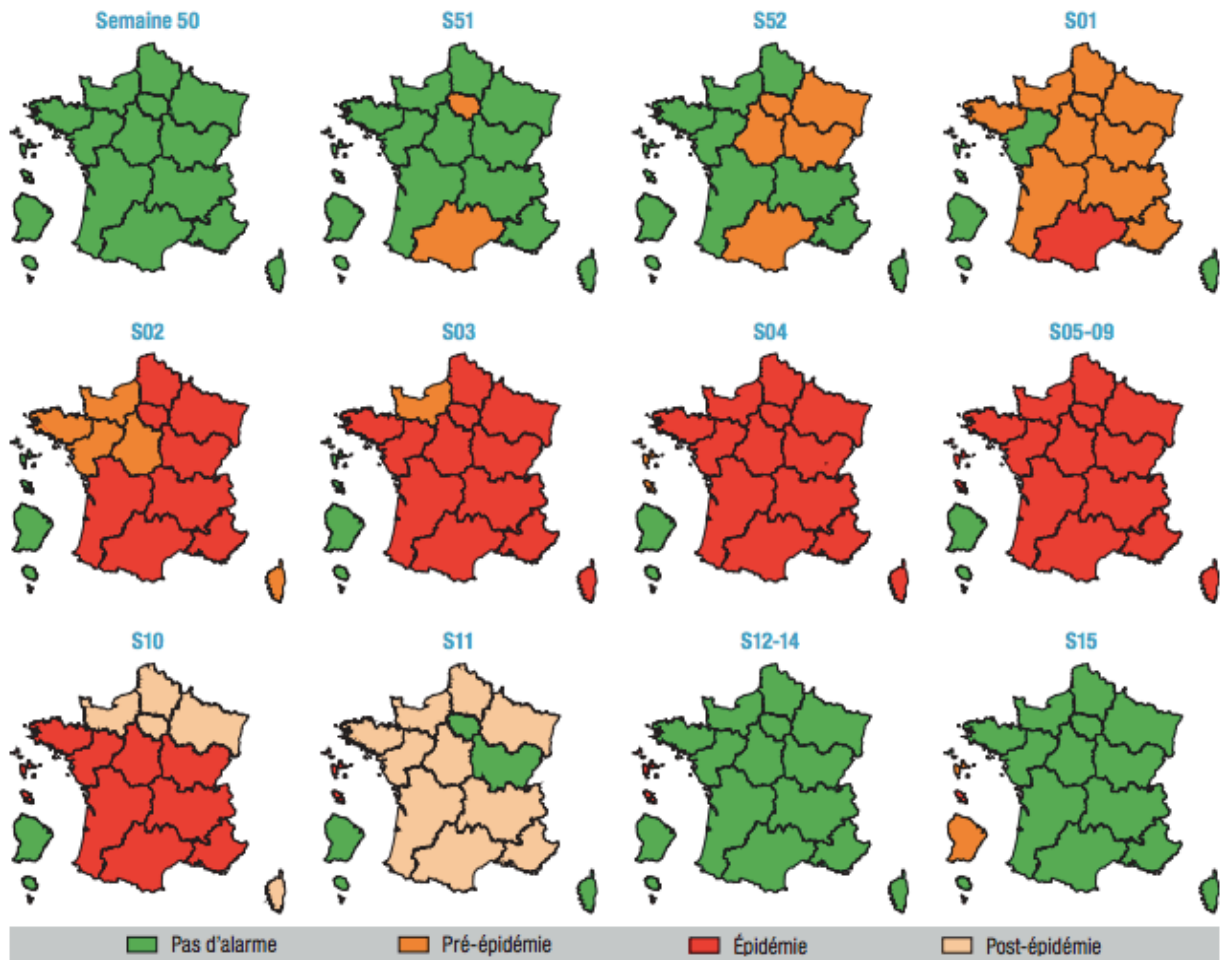 Semaine 50 S51 S52 S01
S02 S03 S04 S05-09
S10 S11 S12-14 S15
Pas d'alarme Pré-épidémie Épidémie Post-épidémie